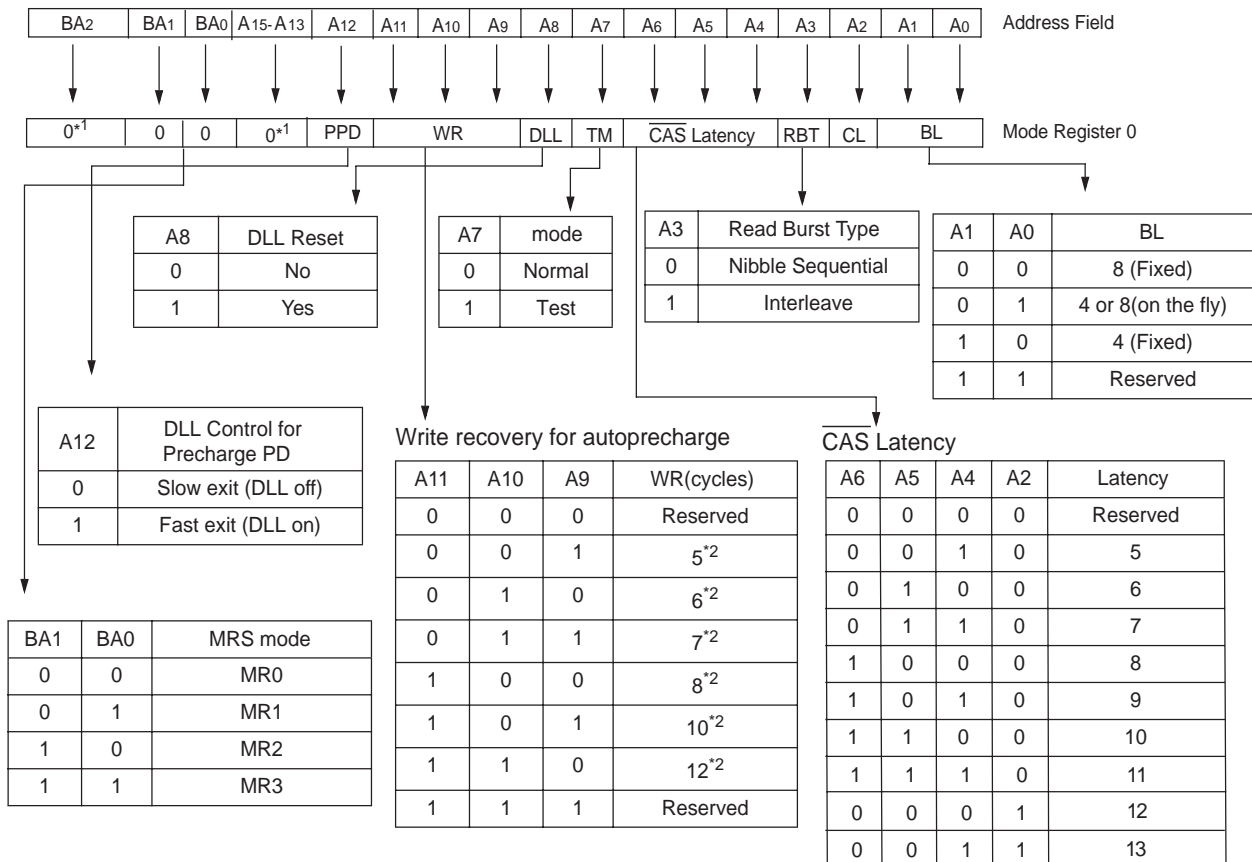 BA2 BA1 BA0 A15-A13 A12 A11 A10 A9 A8 A7 A6 A5 A4 A3 A2 A1 A0 Address Field
0*1 0 0 0*1 PPD WR DLL TM CAS Latency RBT CL BL Mode Register 0
A8 DLL Reset
0 No
1 Yes
A7 mode
0 Normal
1 Test
A3 Read Burst Type
0 Nibble Sequential
1 Interleave
A1 A0 BL
0 0 8 (Fixed)
0 1 4 or 8(on the fly)
1 0 4 (Fixed)
1 1 Reserved
A12 DLL Control for
Precharge PD
0 Slow exit (DLL off)
1 Fast exit (DLL on)
BA1 BA0 MRS mode
0 0 MR0
0 1 MR1
1 0 MR2
1 1 MR3
Write recovery for autoprecharge
A11 A10 A9 WR(cycles)
0 0 0 Reserved
0 0 1 5*2
0 1 0 6*2
0 1 1 7*2
1 0 0 8*2
1 0 1 10*2
1 1 0 12*2
1 1 1 Reserved
CAS Latency
A6 A5 A4 A2 Latency
0 0 0 0 Reserved
0 0 1 0 5
0 1 0 0 6
0 1 1 0 7
1 0 0 0 8
1 0 1 0 9
1 1 0 0 10
1 1 1 0 11
0 0 0 1 12
0 0 1 1 13